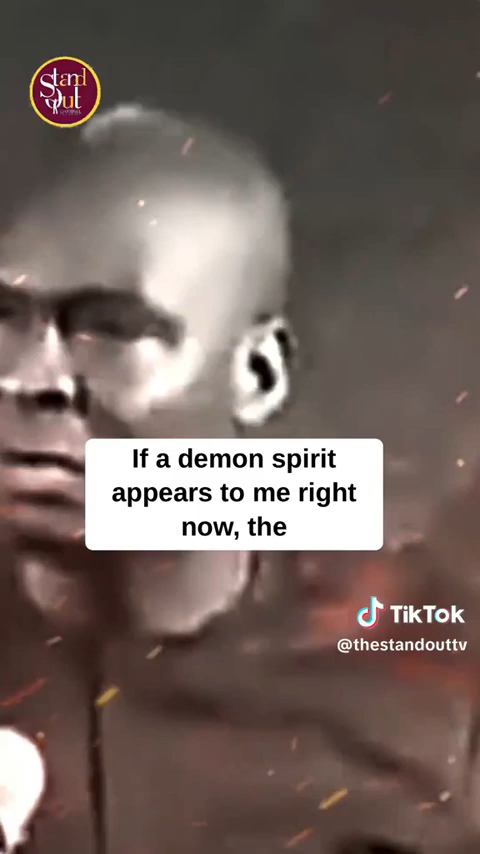 Stand
Out
If a demon spirit
appears to me right
now, the
TikTok
@thestandouttv